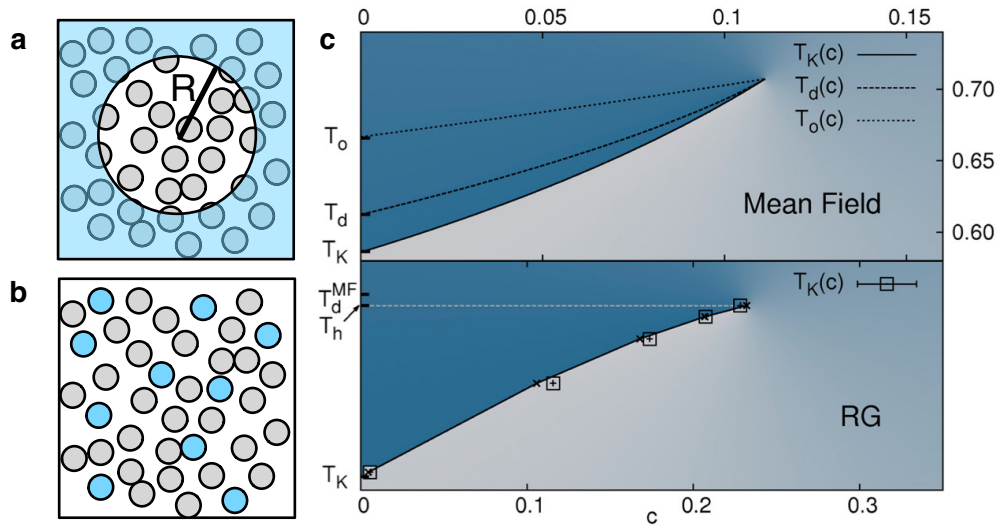 a
R
b
c
0 0.05 0.1 0.15
T_K(c)
T_d(c)
T_o(c)
T_o
T_d
T_K
0.70
0.65
0.60
Mean Field
T_K(c)
T_d^MF
T_h
T_K
RG
0 0.1 0.2 0.3
c